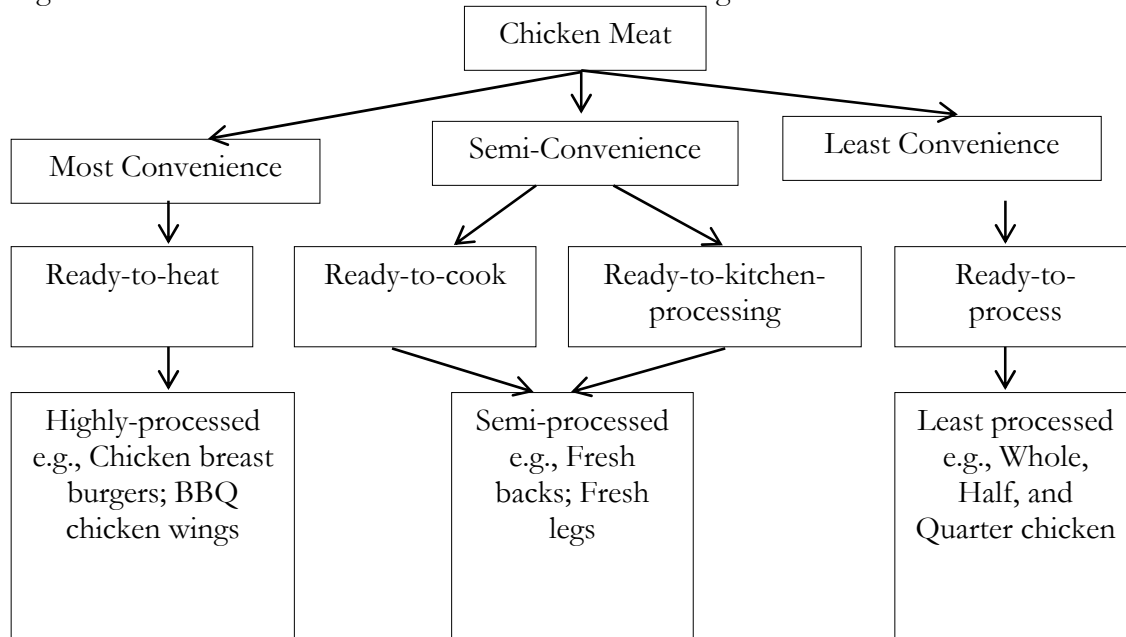 Chicken Meat
Most Convenience
Semi-Convenience
Least Convenience
Ready-to-heat
Ready-to-cook
Ready-to-kitchen-
processing
Ready-to-
process
Highly-processed
e.g., Chicken breast
burgers; BBQ
chicken wings
Semi-processed
e.g., Fresh
backs; Fresh
legs
Least processed
e.g., Whole,
Half, and
Quarter chicken